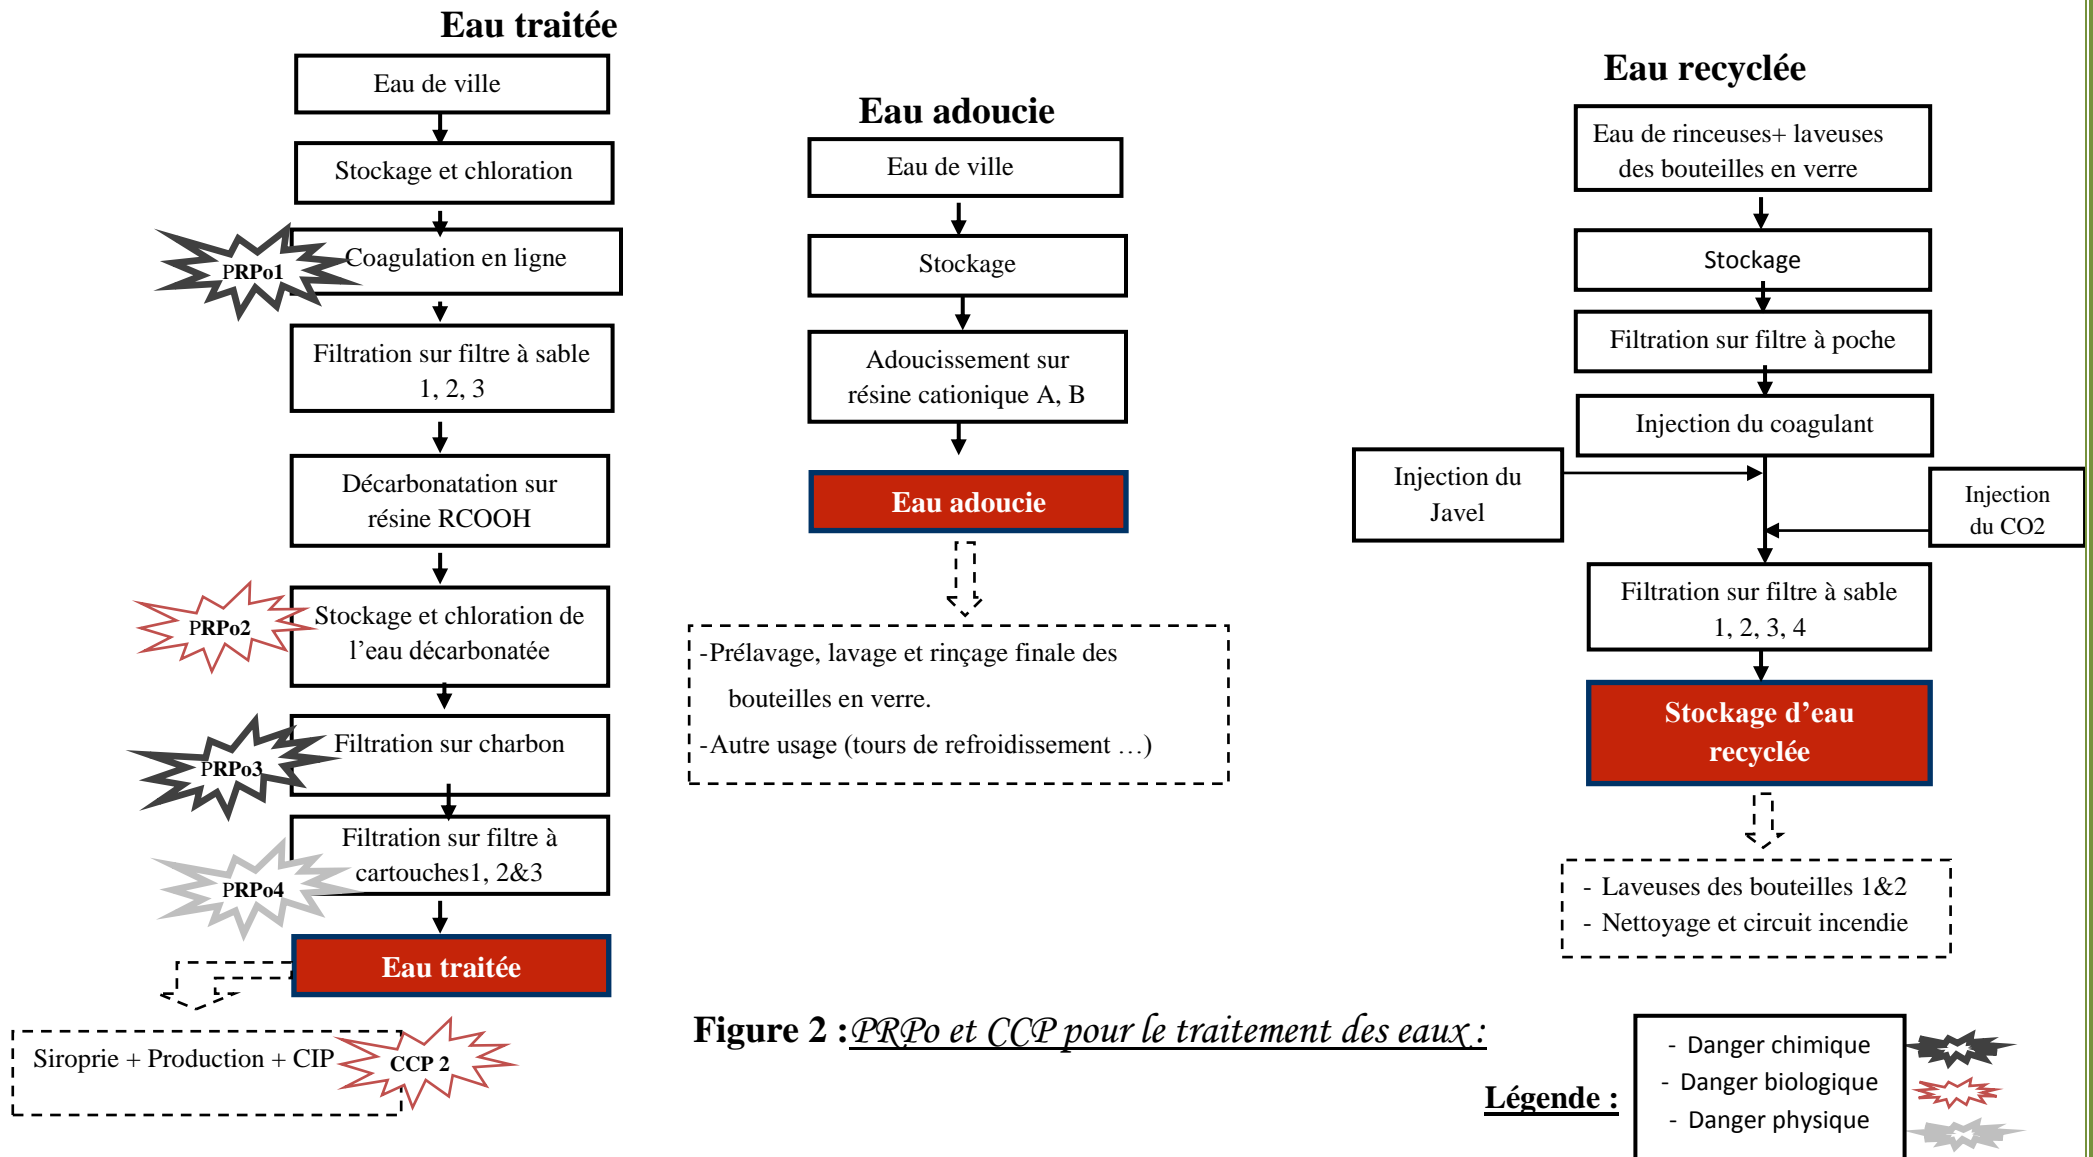 Eau traitée
Eau de ville
Stockage et chloration
PRPo1
Coagulation en ligne
Filtration sur filtre à sable
1, 2, 3
Décarbonatation sur
résine RCOOH
PRPo2
Stockage et chloration de
l’eau décarbonatée
PRPo3
Filtration sur charbon
Filtration sur filtre à
cartouches1, 2&3
PRPo4
Eau traitée
Siroprie + Production + CIP
CCP 2
Eau adoucie
Eau de ville
Stockage
Adoucissement sur
résine cationique A, B
Eau adoucie
-Prélavage, lavage et rinçage finale des
bouteilles en verre.
-Autre usage (tours de refroidissement …)
Eau recyclée
Eau de rinceuses+ laveuses
des bouteilles en verre
Stockage
Filtration sur filtre à poche
Injection du coagulant
Injection du
Javel
Injection
du CO2
Filtration sur filtre à sable
1, 2, 3, 4
Stockage d’eau
recyclée
- Laveuses des bouteilles 1&2
- Nettoyage et circuit incendie
Figure 2 : PRPo et CCP pour le traitement des eaux :
Légende :
- Danger chimique
- Danger biologique
- Danger physique